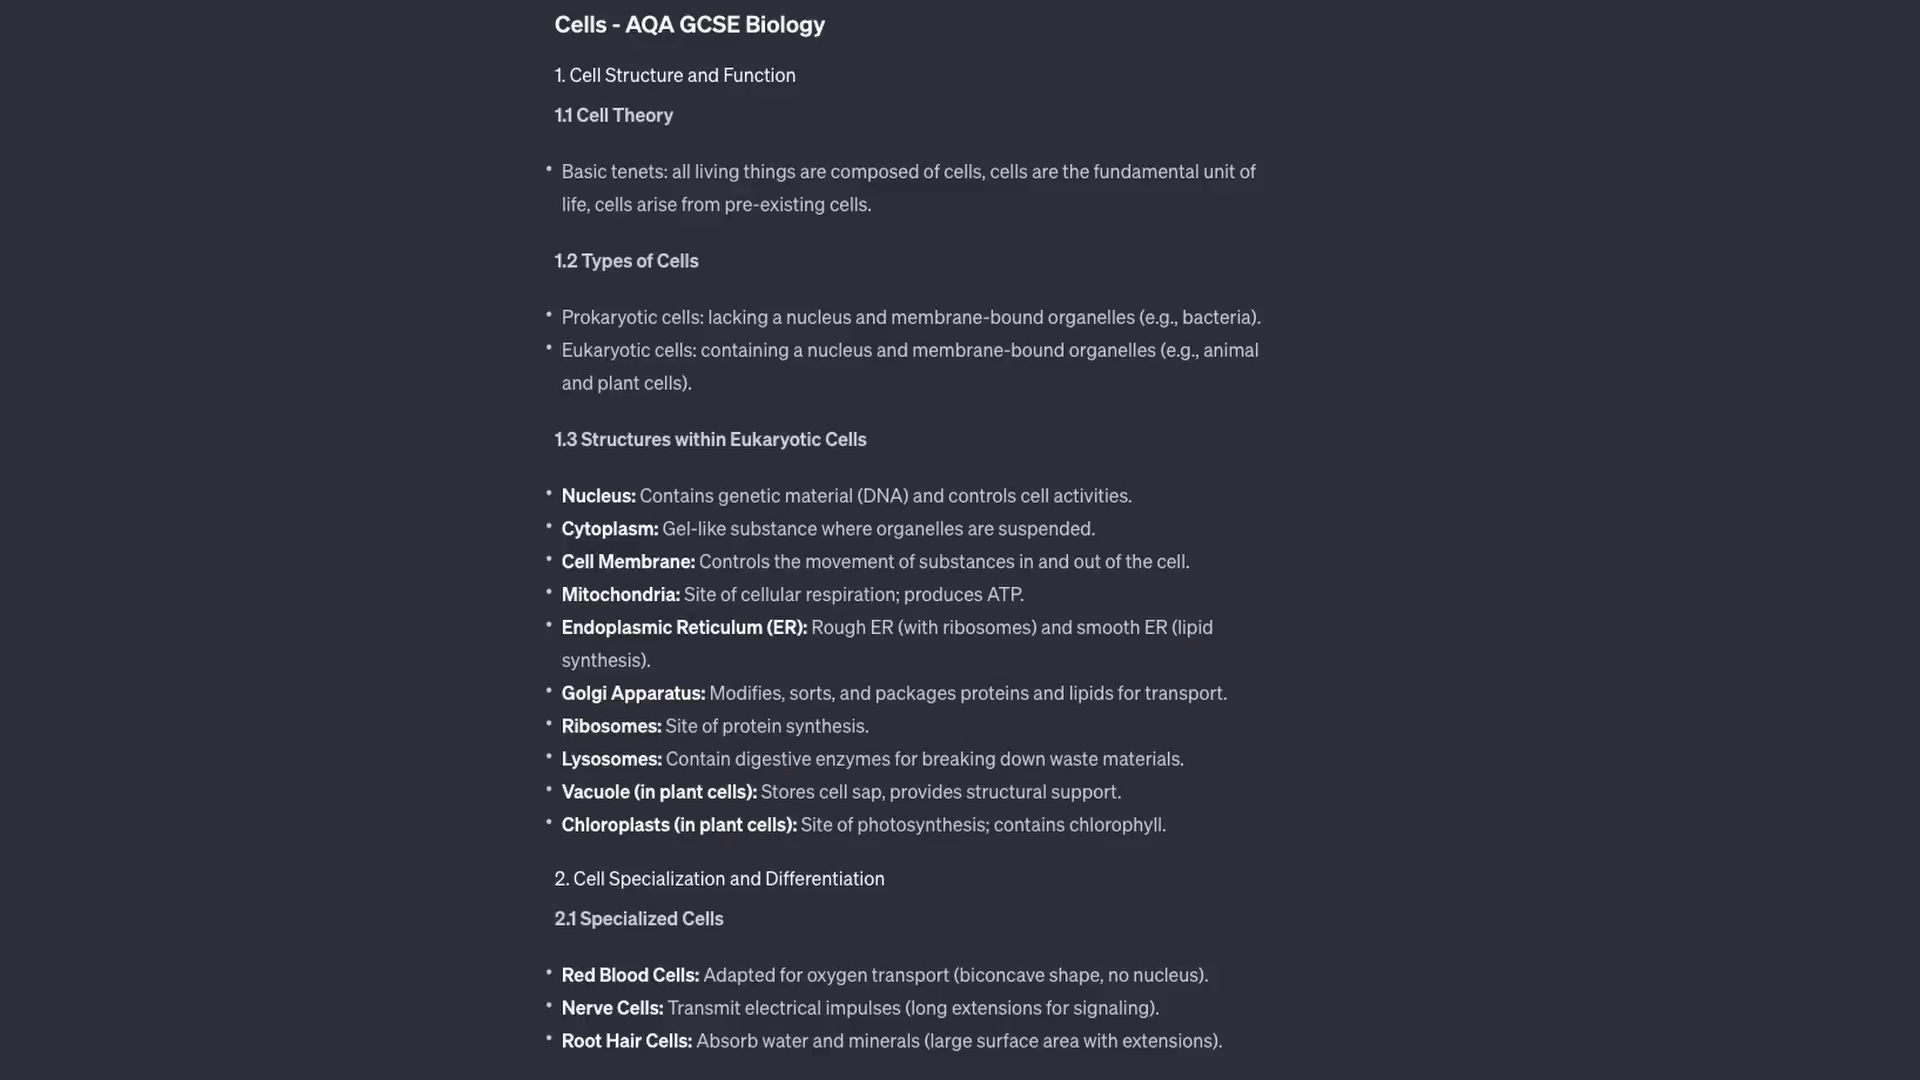 Cells - AQA GCSE Biology
1. Cell Structure and Function
1.1 Cell Theory
• Basic tenets: all living things are composed of cells, cells are the fundamental unit of
life, cells arise from pre-existing cells.
1.2 Types of Cells
• Prokaryotic cells: lacking a nucleus and membrane-bound organelles (e.g., bacteria).
• Eukaryotic cells: containing a nucleus and membrane-bound organelles (e.g., animal
and plant cells).
1.3 Structures within Eukaryotic Cells
• Nucleus: Contains genetic material (DNA) and controls cell activities.
• Cytoplasm: Gel-like substance where organelles are suspended.
• Cell Membrane: Controls the movement of substances in and out of the cell.
• Mitochondria: Site of cellular respiration; produces ATP.
• Endoplasmic Reticulum (ER): Rough ER (with ribosomes) and smooth ER (lipid
synthesis).
• Golgi Apparatus: Modifies, sorts, and packages proteins and lipids for transport.
• Ribosomes: Site of protein synthesis.
• Lysosomes: Contain digestive enzymes for breaking down waste materials.
• Vacuole (in plant cells): Stores cell sap, provides structural support.
• Chloroplasts (in plant cells): Site of photosynthesis; contains chlorophyll.
2. Cell Specialization and Differentiation
2.1 Specialized Cells
• Red Blood Cells: Adapted for oxygen transport (biconcave shape, no nucleus).
• Nerve Cells: Transmit electrical impulses (long extensions for signaling).
• Root Hair Cells: Absorb water and minerals (large surface area with extensions).